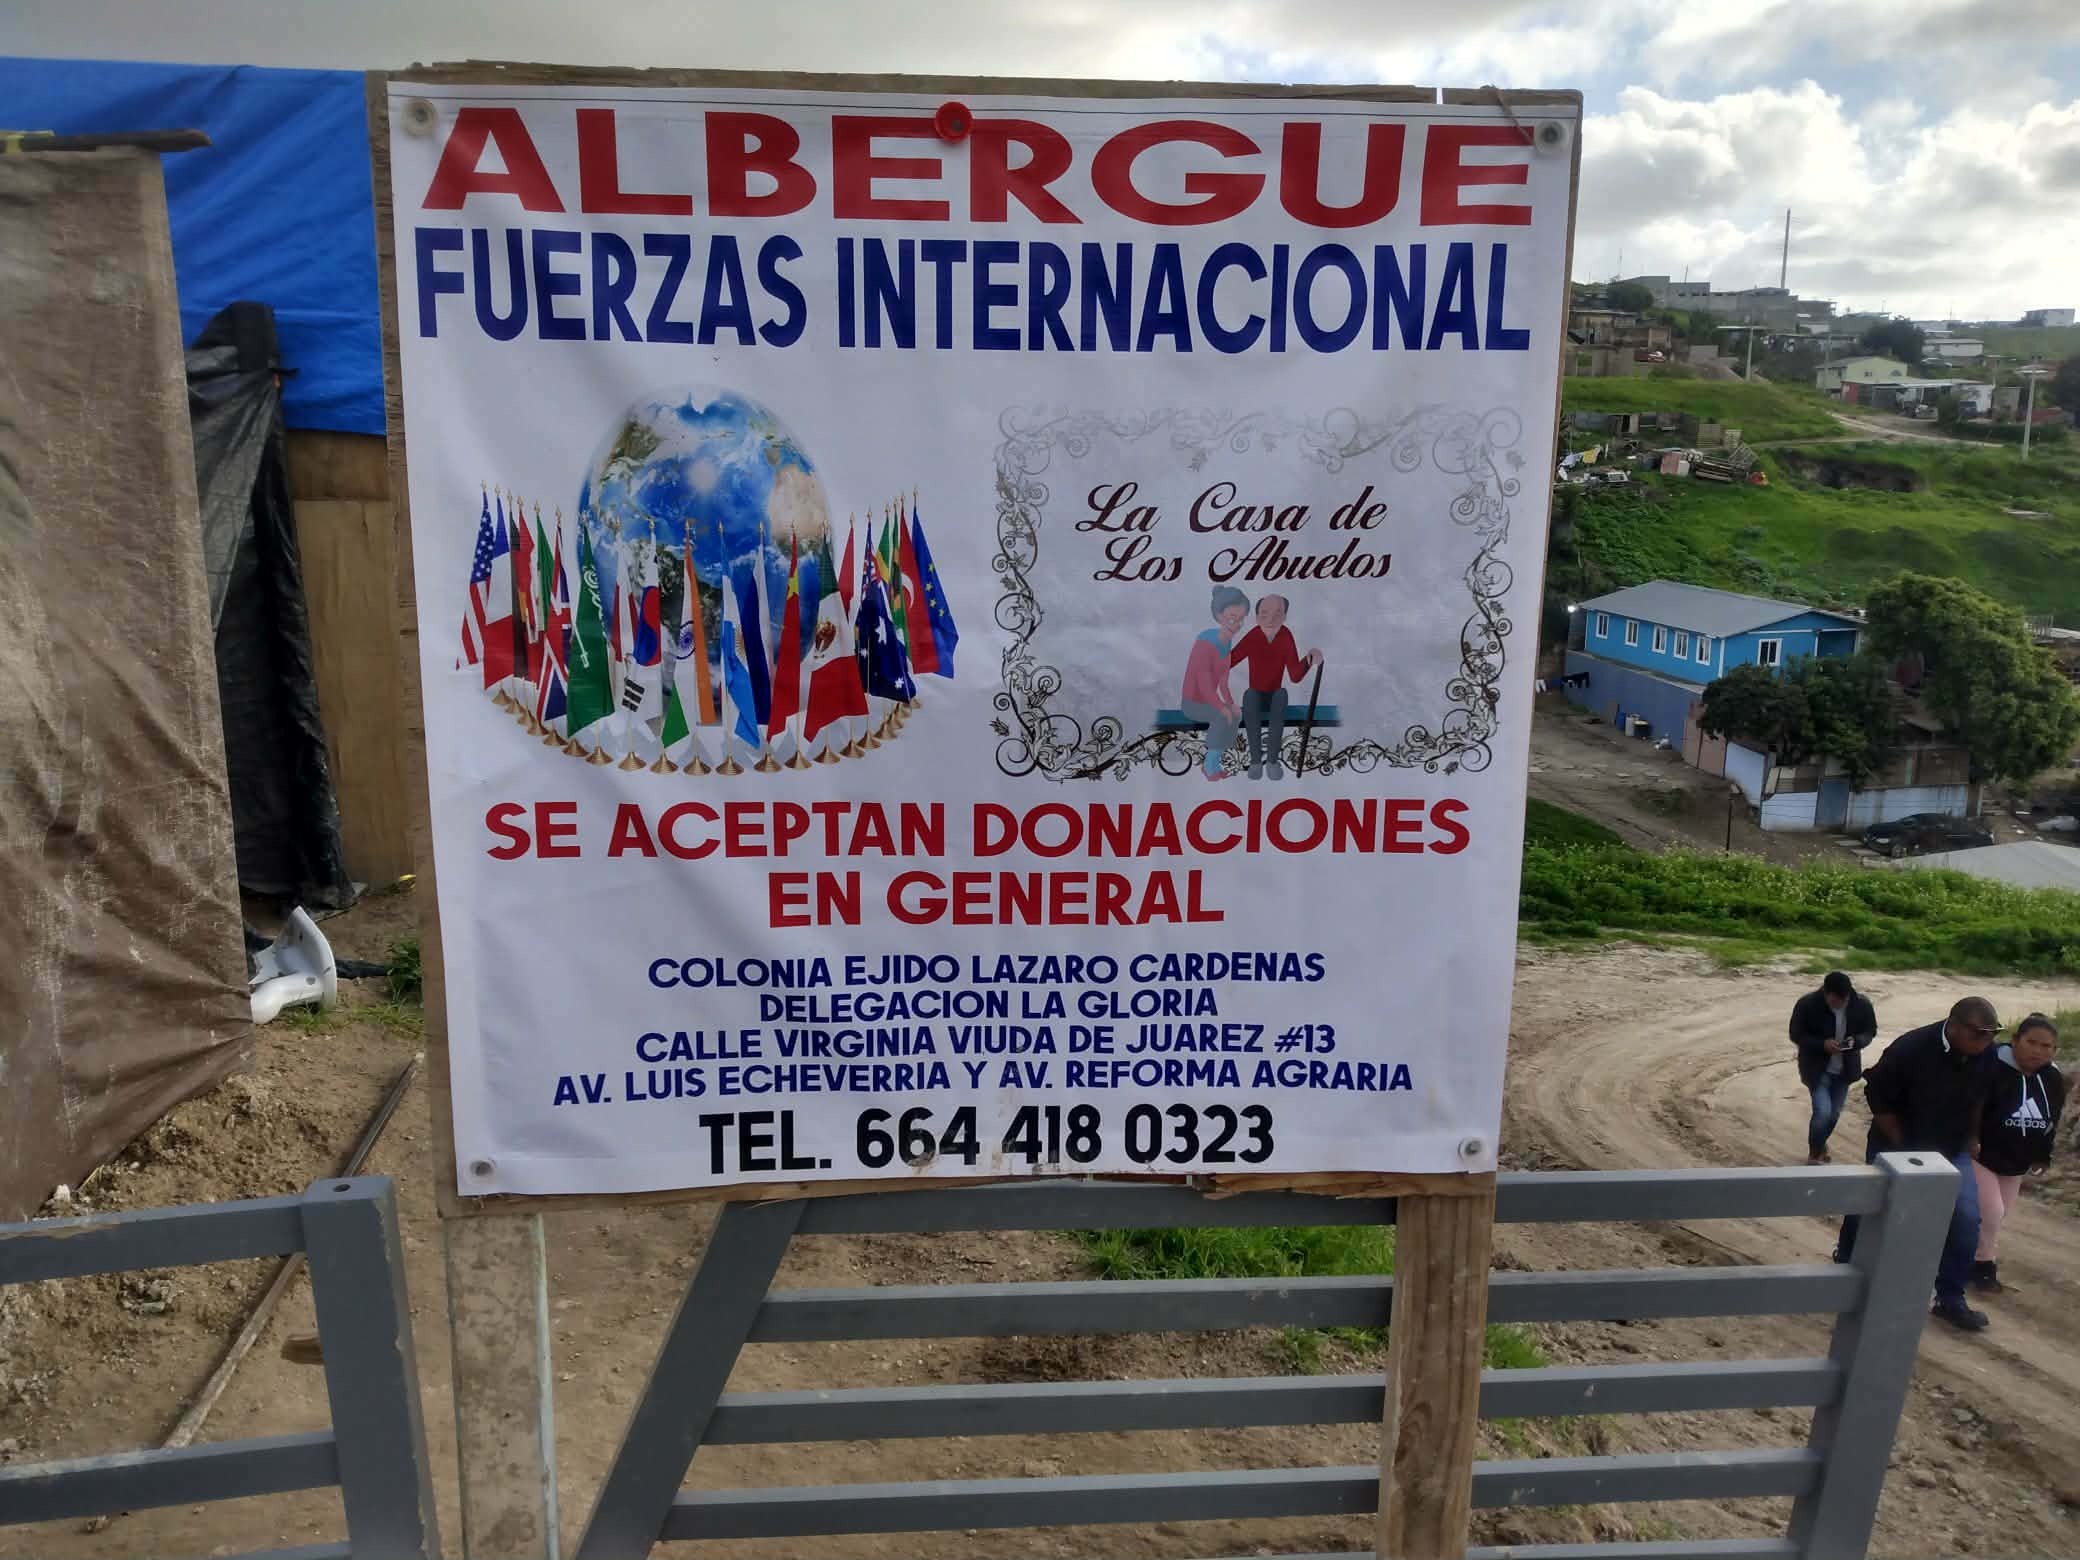 ALBERGUE
FUERZAS INTERNACIONAL
La Casa de
Los Abuelos
SE ACEPTAN DONACIONES
EN GENERAL
COLONIA EJIDO LAZARO CARDENAS
DELEGACION LA GLORIA
CALLE VIRGINIA VIUDA DE JUAREZ #13
AV. LUIS ECHEVERRIA Y AV. REFORMA AGRARIA
TEL. 664 418 0323
adidas